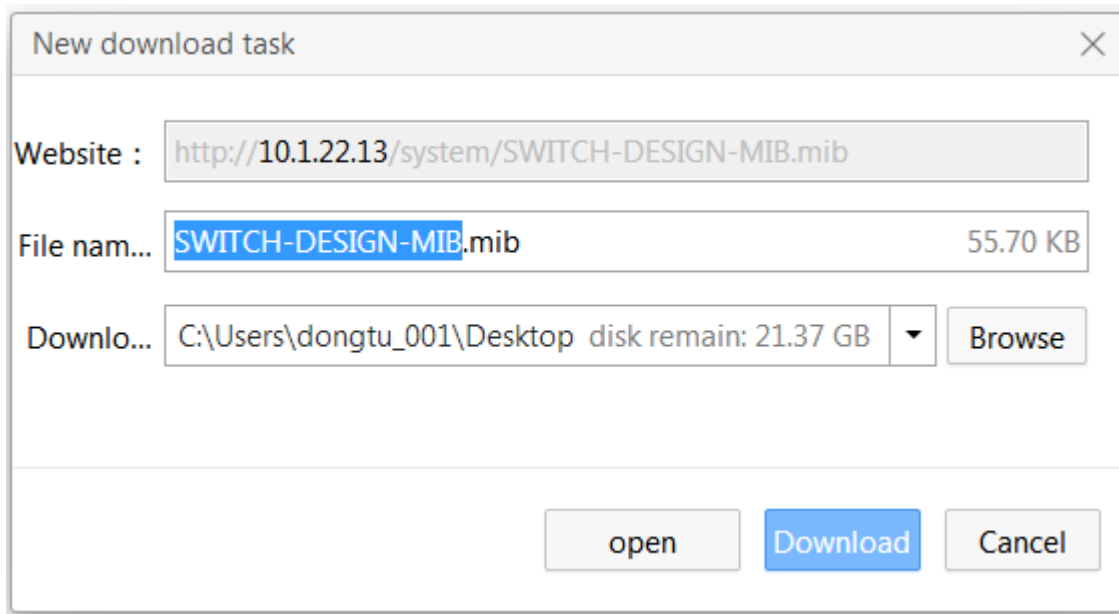 New download task
Website : http://10.1.22.13/system/SWITCH-DESIGN-MIB.mib
File nam... SWITCH-DESIGN-MIB.mib 55.70 KB
Downlo... C:\Users\dongtu_001\Desktop disk remain: 21.37 GB Browse
open Download Cancel